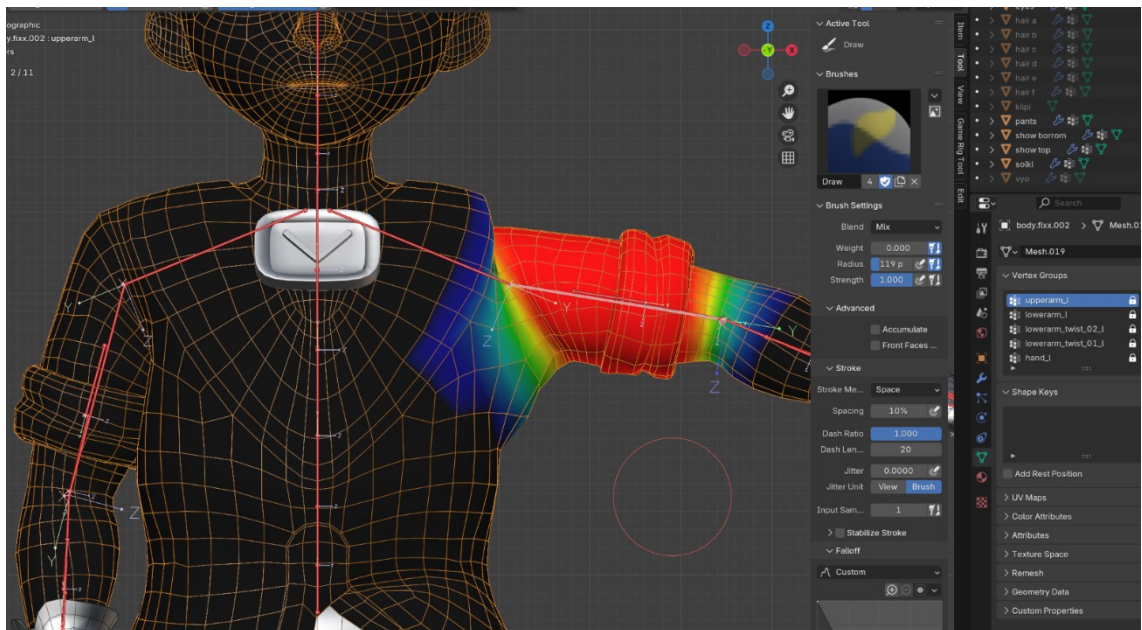 ographic
y.fixx.002 : upperarm_l
rs
2 / 11
Z
X
-Y
Active Tool
Draw
Brushes
Draw
4
Brush Settings
Blend
Mix
Weight
0.000
Radius
119 p
Strength
1.000
Advanced
Accumulate
Front Faces ...
Stroke
Stroke Me...
Space
Spacing
10%
Dash Ratio
1.000
Dash Len...
20
Jitter
0.0000
Jitter Unit
View
Brush
Input Sam...
1
Stabilize Stroke
Falloff
Custom
Item
Tool
View
Game Rig Tool
Edit
hair a
hair b
hair c
hair d
hair e
hair f
pants
show borrom
show top
Search
body.fixx.002
Mesh.01
Mesh.019
Vertex Groups
upperarm_l
lowerarm_l
lowerarm_twist_02_l
lowerarm_twist_01_l
hand_l
Shape Keys
Add Rest Position
UV Maps
Color Attributes
Attributes
Texture Space
Remesh
Geometry Data
Custom Properties
Y
Z
Z
Y
Y
Z
Y
Z